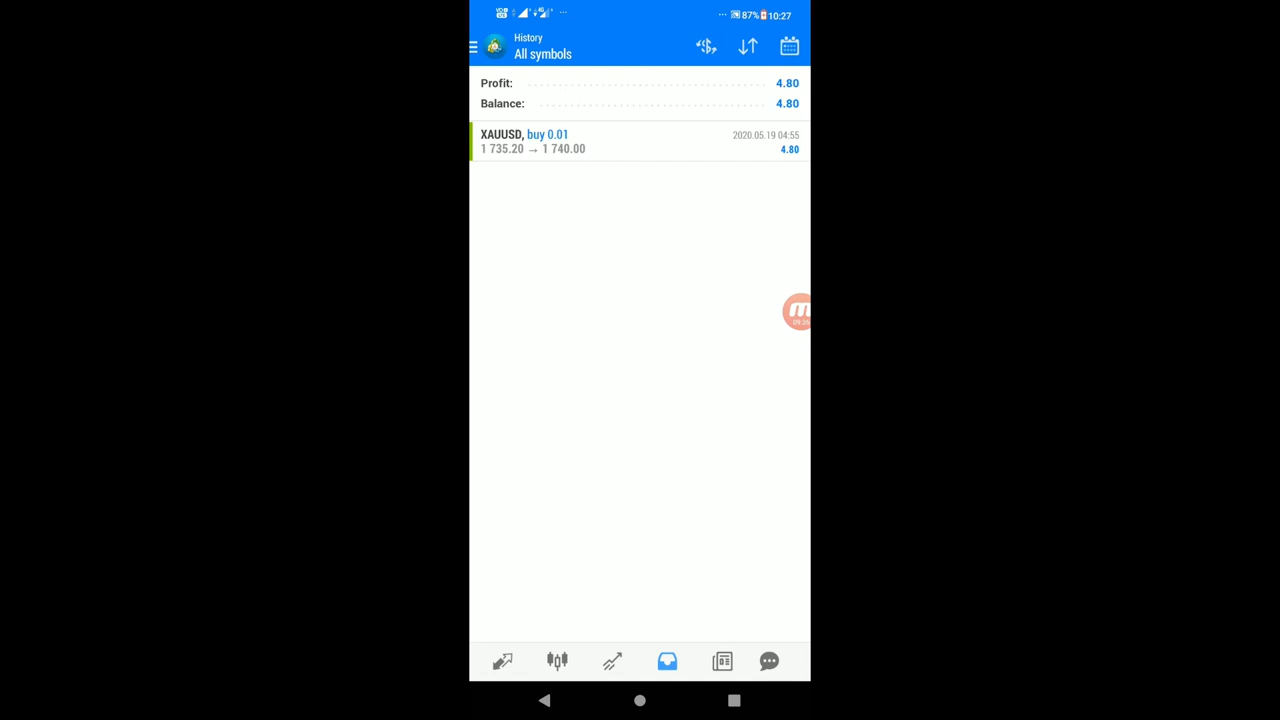 87% 10:27
History
All symbols
Profit: 4.80
Balance: 4.80
XAUUSD, buy 0.01 2020.05.19 04:55
1 735.20 → 1 740.00 4.80